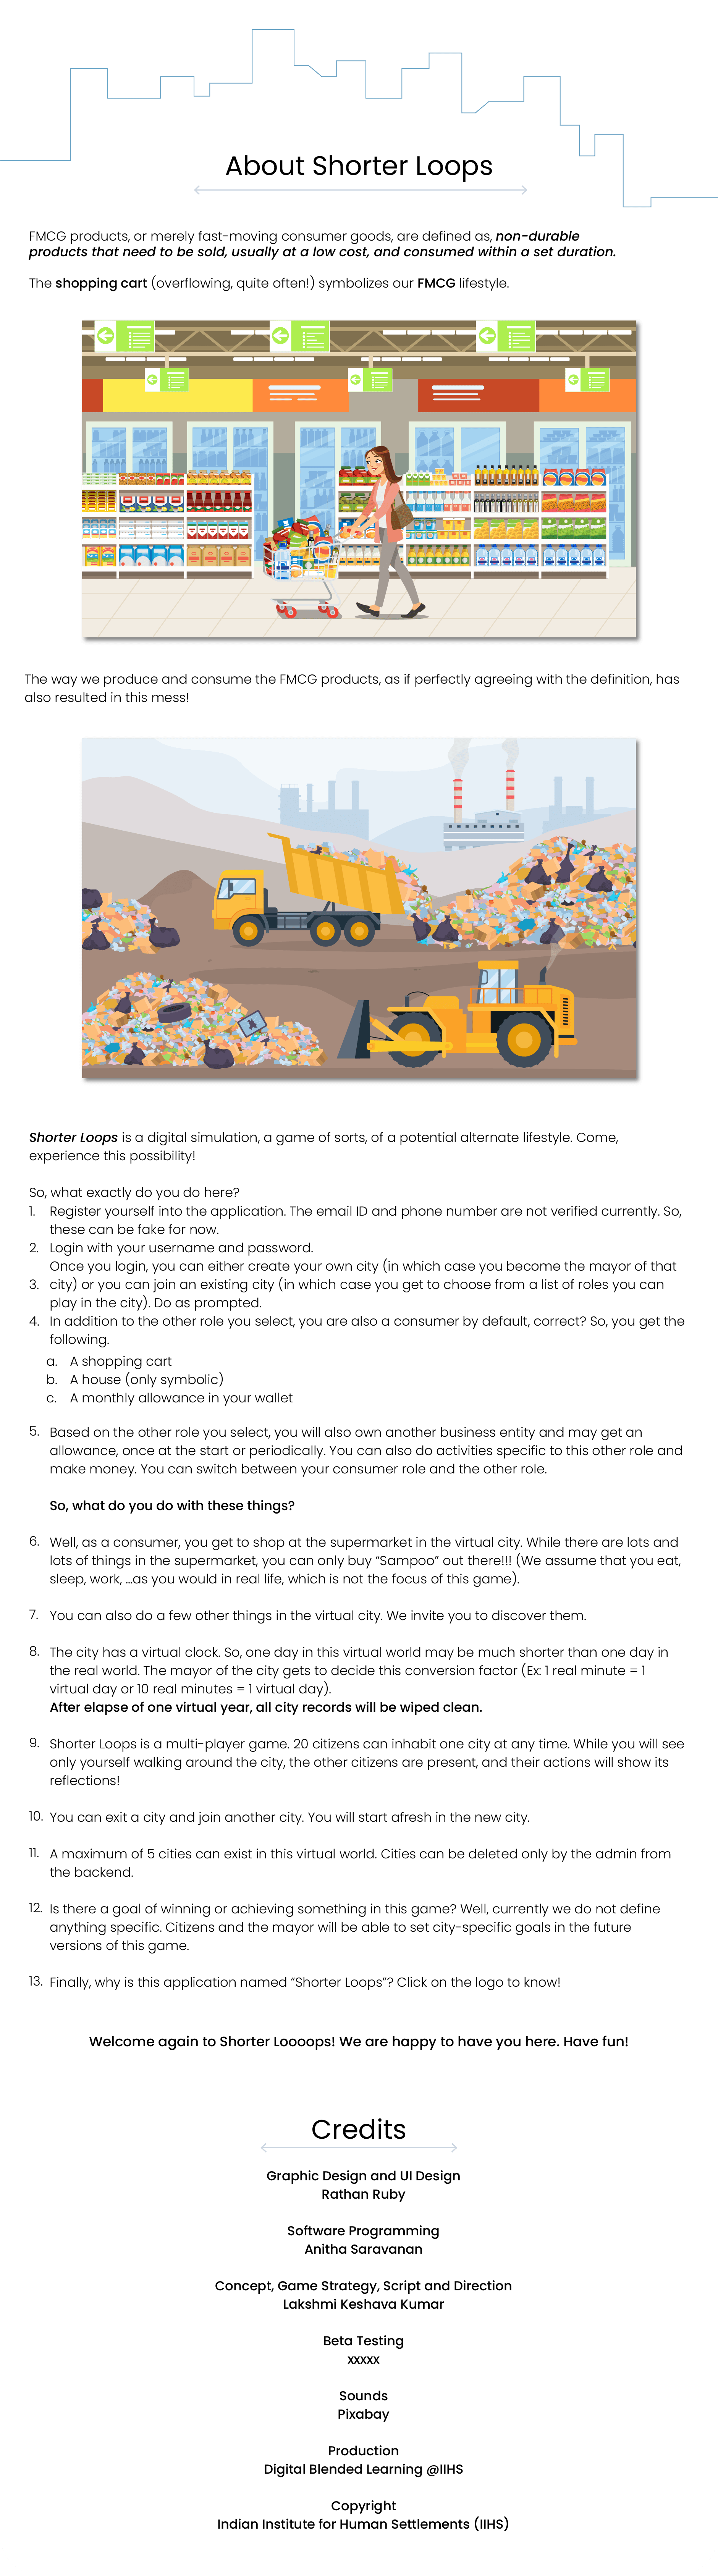 About Shorter Loops
FMCG products, or merely fast-moving consumer goods, are defined as, non-durable
products that need to be sold, usually at a low cost, and consumed within a set duration.
The shopping cart (overflowing, quite often!) symbolizes our FMCG lifestyle.
The way we produce and consume the FMCG products, as if perfectly agreeing with the definition, has
also resulted in this mess!
Shorter Loops is a digital simulation, a game of sorts, of a potential alternate lifestyle. Come,
experience this possibility!
So, what exactly do you do here?
1. Register yourself into the application. The email ID and phone number are not verified currently. So,
these can be fake for now.
2. Login with your username and password.
Once you login, you can either create your own city (in which case you become the mayor of that
3. city) or you can join an existing city (in which case you get to choose from a list of roles you can
play in the city). Do as prompted.
4. In addition to the other role you select, you are also a consumer by default, correct? So, you get the
following.
a. A shopping cart
b. A house (only symbolic)
c. A monthly allowance in your wallet
5. Based on the other role you select, you will also own another business entity and may get an
allowance, once at the start or periodically. You can also do activities specific to this other role and
make money. You can switch between your consumer role and the other role.
So, what do you do with these things?
6. Well, as a consumer, you get to shop at the supermarket in the virtual city. While there are lots and
lots of things in the supermarket, you can only buy “Sampoo” out there!!! (We assume that you eat,
sleep, work, ...as you would in real life, which is not the focus of this game).
7. You can also do a few other things in the virtual city. We invite you to discover them.
8. The city has a virtual clock. So, one day in this virtual world may be much shorter than one day in
the real world. The mayor of the city gets to decide this conversion factor (Ex: 1 real minute = 1
virtual day or 10 real minutes = 1 virtual day).
After elapse of one virtual year, all city records will be wiped clean.
9. Shorter Loops is a multi-player game. 20 citizens can inhabit one city at any time. While you will see
only yourself walking around the city, the other citizens are present, and their actions will show its
reflections!
10. You can exit a city and join another city. You will start afresh in the new city.
11. A maximum of 5 cities can exist in this virtual world. Cities can be deleted only by the admin from
the backend.
12. Is there a goal of winning or achieving something in this game? Well, currently we do not define
anything specific. Citizens and the mayor will be able to set city-specific goals in the future
versions of this game.
13. Finally, why is this application named “Shorter Loops”? Click on the logo to know!
Welcome again to Shorter Loooops! We are happy to have you here. Have fun!
Credits
Graphic Design and UI Design
Rathan Ruby
Software Programming
Anitha Saravanan
Concept, Game Strategy, Script and Direction
Lakshmi Keshava Kumar
Beta Testing
xxxxx
Sounds
Pixabay
Production
Digital Blended Learning @IIHS
Copyright
Indian Institute for Human Settlements (IIHS)